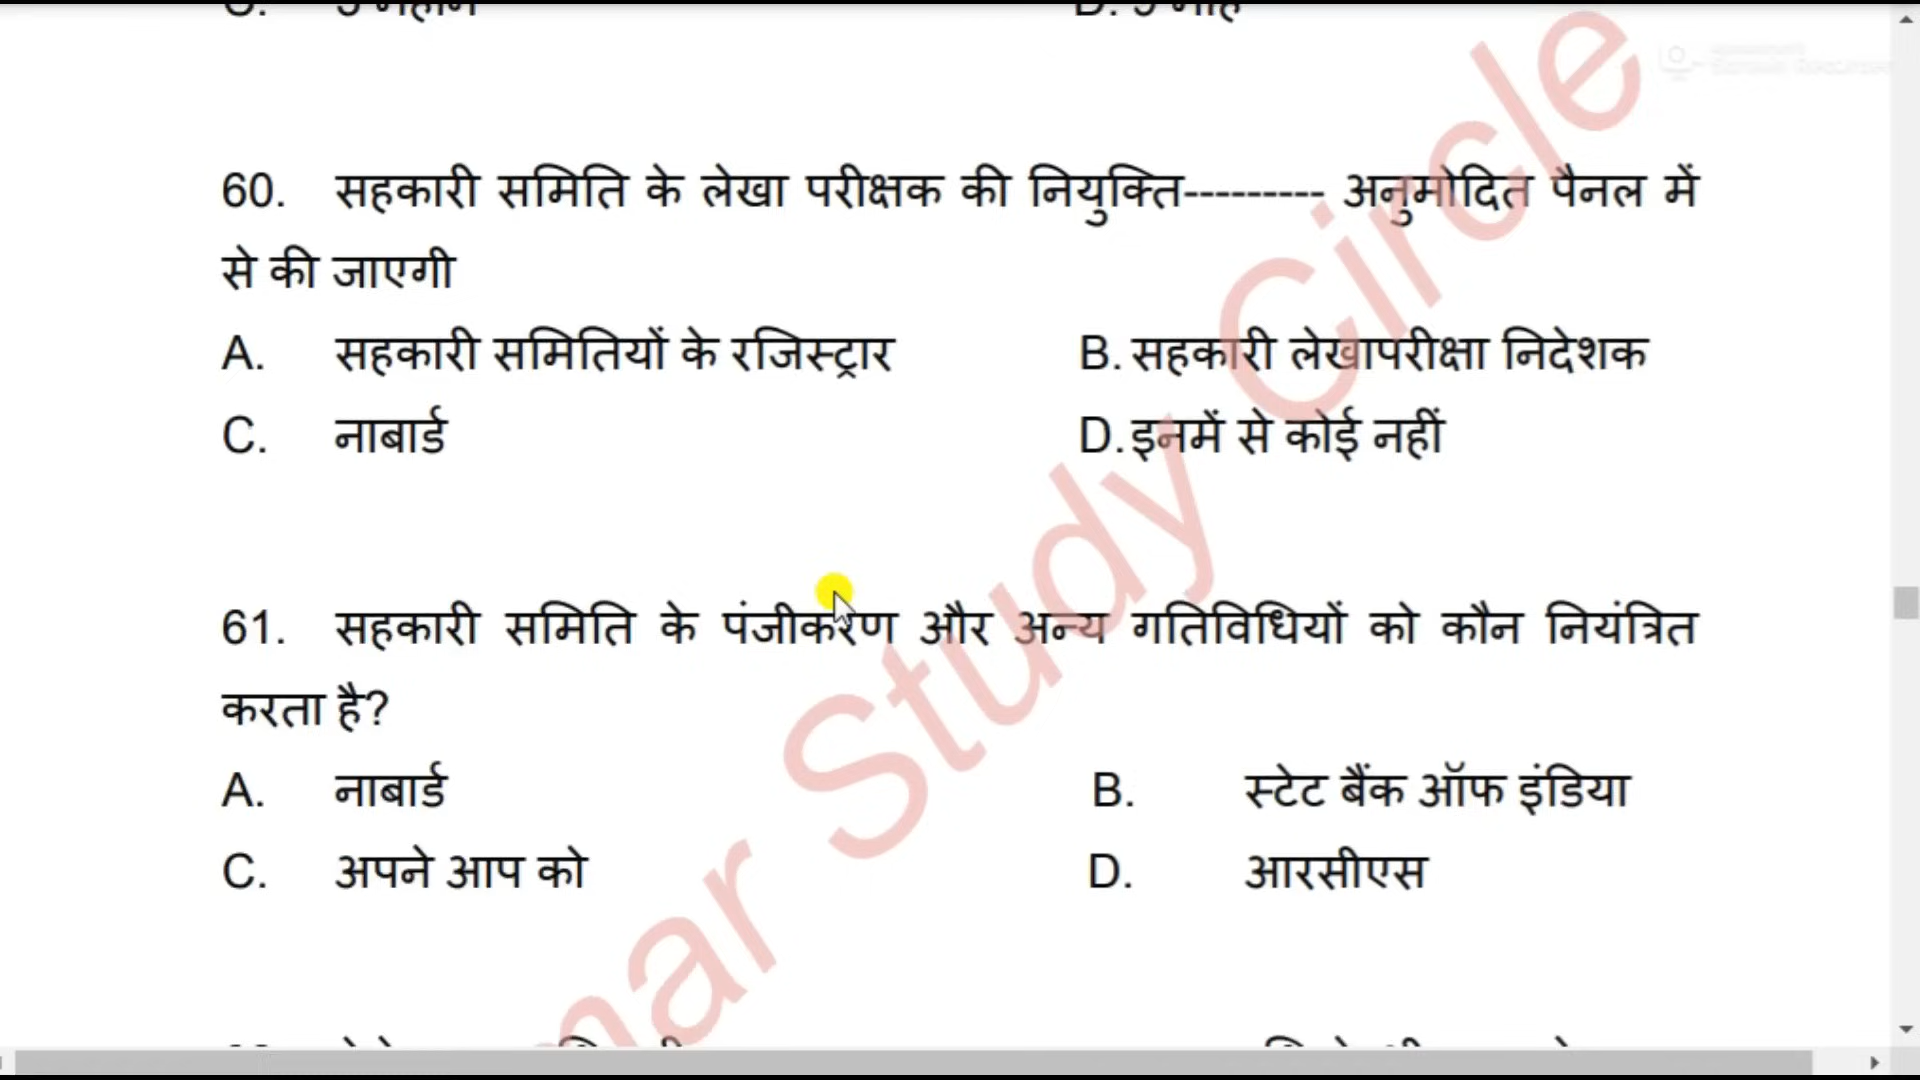 60. सहकारी समिति के लेखा परीक्षक की नियुक्ति--------- अनुमोदित पैनल में
से की जाएगी
A. सहकारी समितियों के रजिस्ट्रार B. सहकारी लेखापरीक्षा निदेशक
C. नाबार्ड D. इनमें से कोई नहीं
61. सहकारी समिति के पंजीकरण और अन्य गतिविधियों को कौन नियंत्रित
करता है?
A. नाबार्ड B. स्टेट बैंक ऑफ इंडिया
C. अपने आप को D. आरसीएस
Study Circle